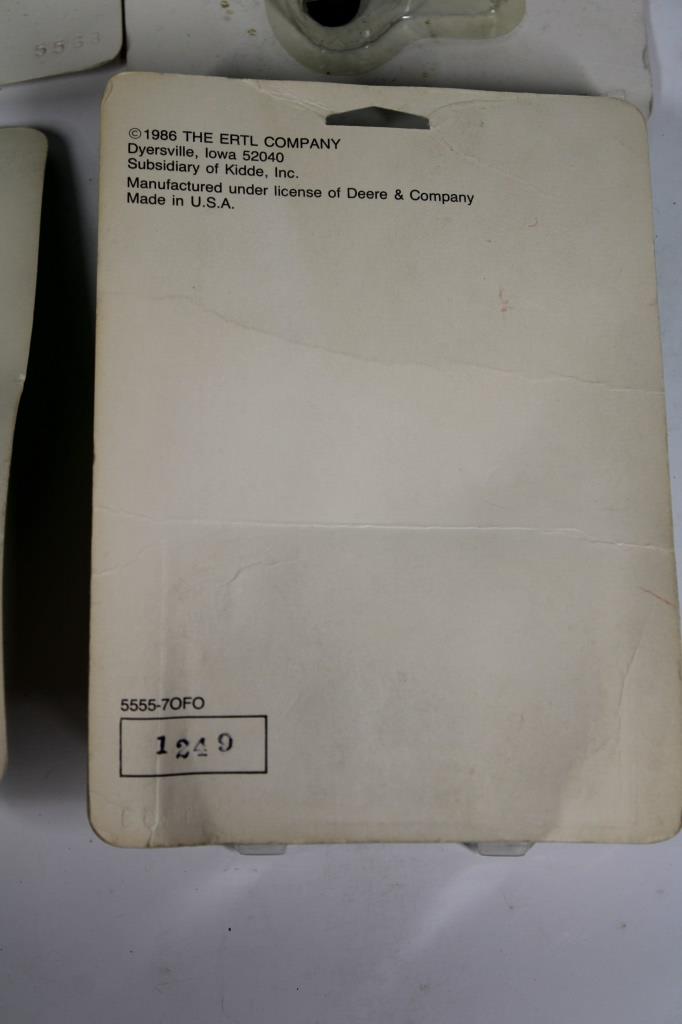 5553
©1986 THE ERTL COMPANY
Dyersville, Iowa 52040
Subsidiary of Kidde, Inc.
Manufactured under license of Deere & Company
Made in U.S.A.
5555-7OFO
1249